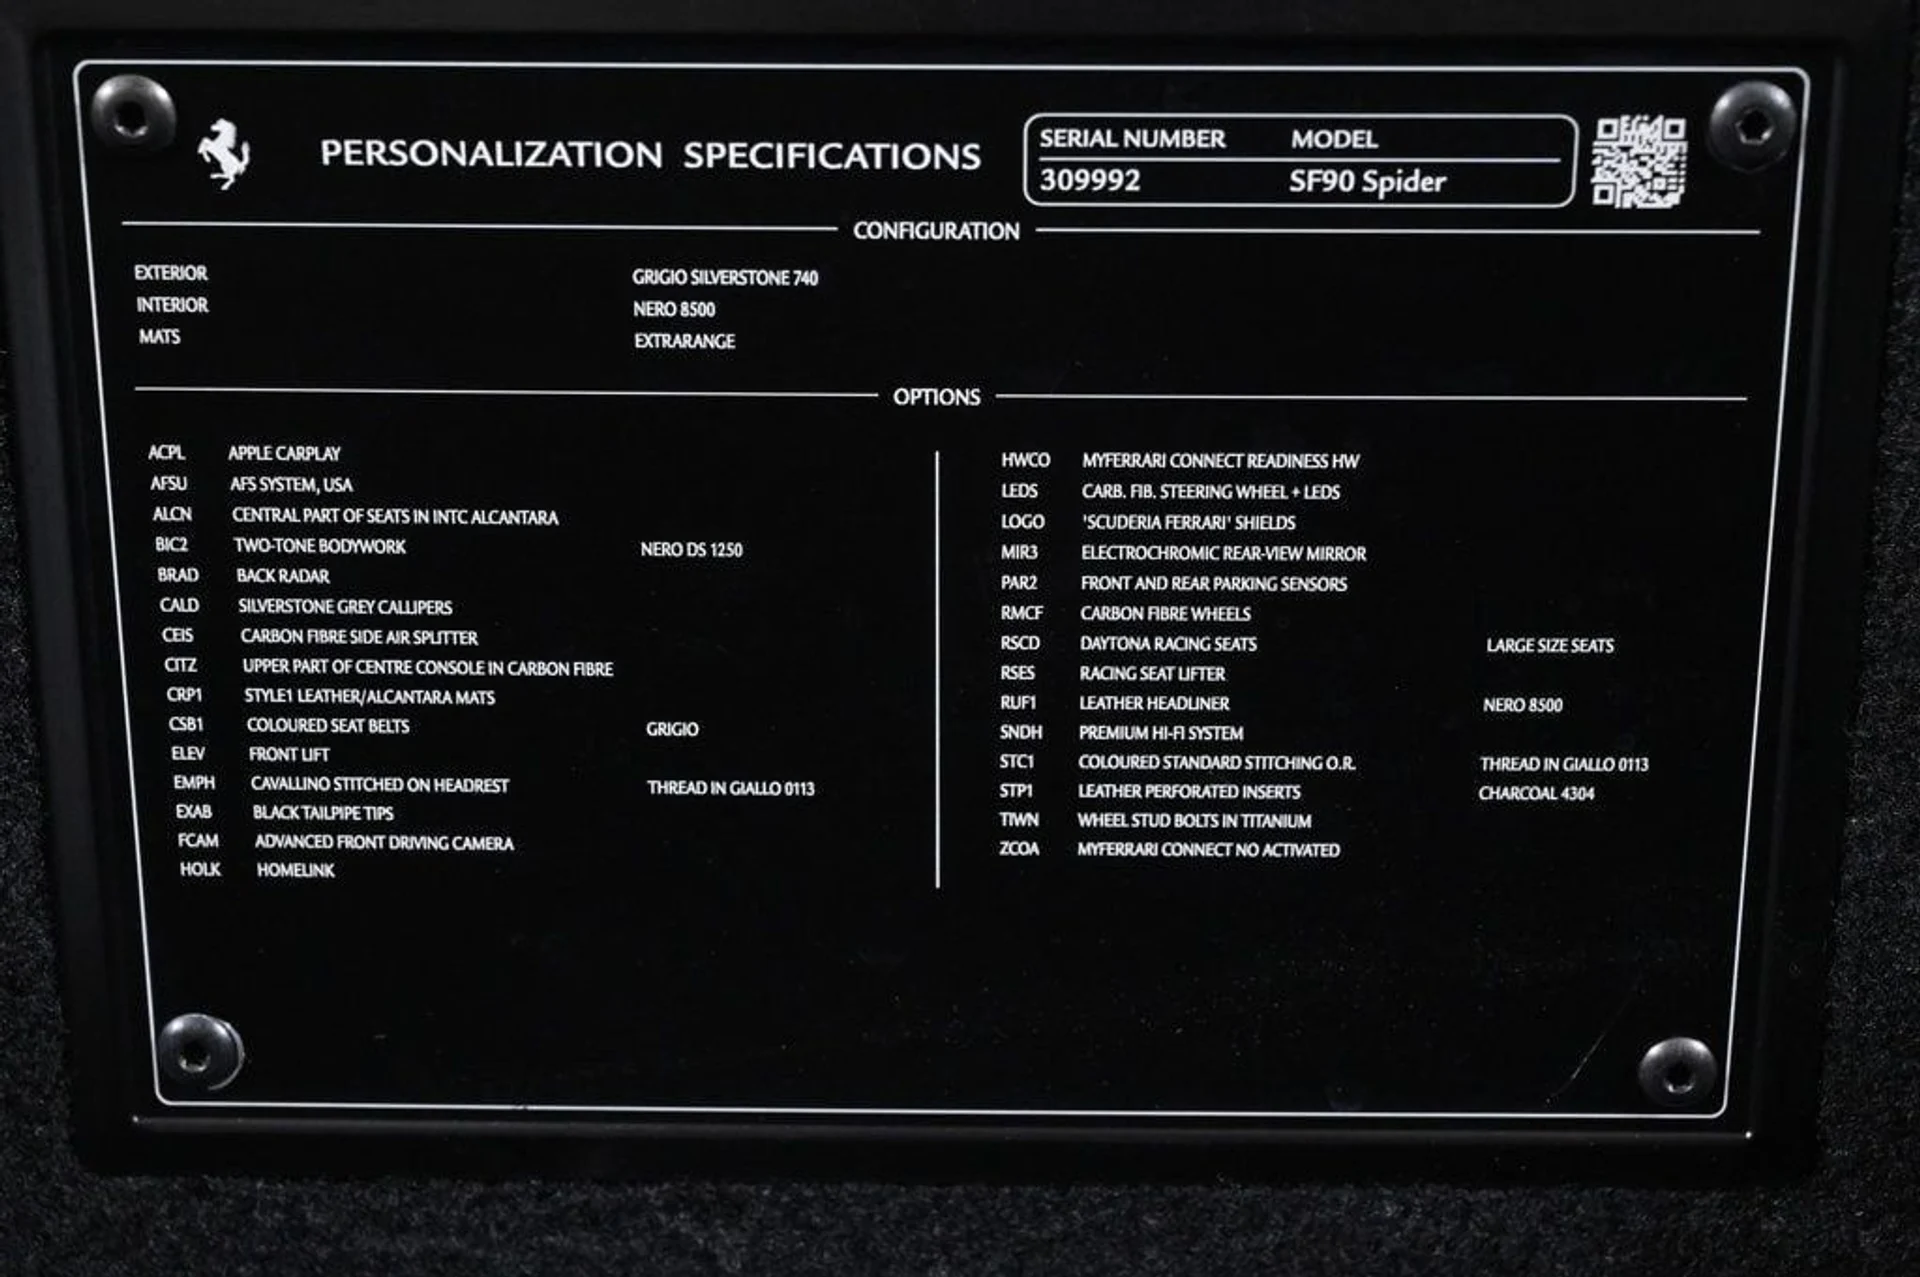 PERSONALIZATION SPECIFICATIONS
SERIAL NUMBER MODEL
309992 SF90 Spider
CONFIGURATION
EXTERIOR GRIGIO SILVERSTONE 740
INTERIOR NERO 8500
MATS EXTRARANGE
OPTIONS
ACPL APPLE CARPLAY
AFSU AFS SYSTEM, USA
ALCN CENTRAL PART OF SEATS IN INTC ALCANTARA
BIC2 TWO-TONE BODYWORK NERO DS 1250
BRAD BACK RADAR
CALD SILVERSTONE GREY CALLIPERS
CEIS CARBON FIBRE SIDE AIR SPLITTER
CITZ UPPER PART OF CENTRE CONSOLE IN CARBON FIBRE
CRP1 STYLE1 LEATHER/ALCANTARA MATS
CSB1 COLOURED SEAT BELTS GRIGIO
ELEV FRONT LIFT
EMPH CAVALLINO STITCHED ON HEADREST THREAD IN GIALLO 0113
EXAB BLACK TAILPIPE TIPS
FCAM ADVANCED FRONT DRIVING CAMERA
HOLK HOMELINK
HWCO MYFERRARI CONNECT READINESS HW
LEDS CARB. FIB. STEERING WHEEL + LEDS
LOGO 'SCUDERIA FERRARI' SHIELDS
MIR3 ELECTROCHROMIC REAR-VIEW MIRROR
PAR2 FRONT AND REAR PARKING SENSORS
RMCF CARBON FIBRE WHEELS
RSCD DAYTONA RACING SEATS LARGE SIZE SEATS
RSES RACING SEAT LIFTER
RUF1 LEATHER HEADLINER NERO 8500
SNDH PREMIUM HI-FI SYSTEM
STC1 COLOURED STANDARD STITCHING O.R. THREAD IN GIALLO 0113
STP1 LEATHER PERFORATED INSERTS CHARCOAL 4304
TIWN WHEEL STUD BOLTS IN TITANIUM
ZCOA MYFERRARI CONNECT NO ACTIVATED